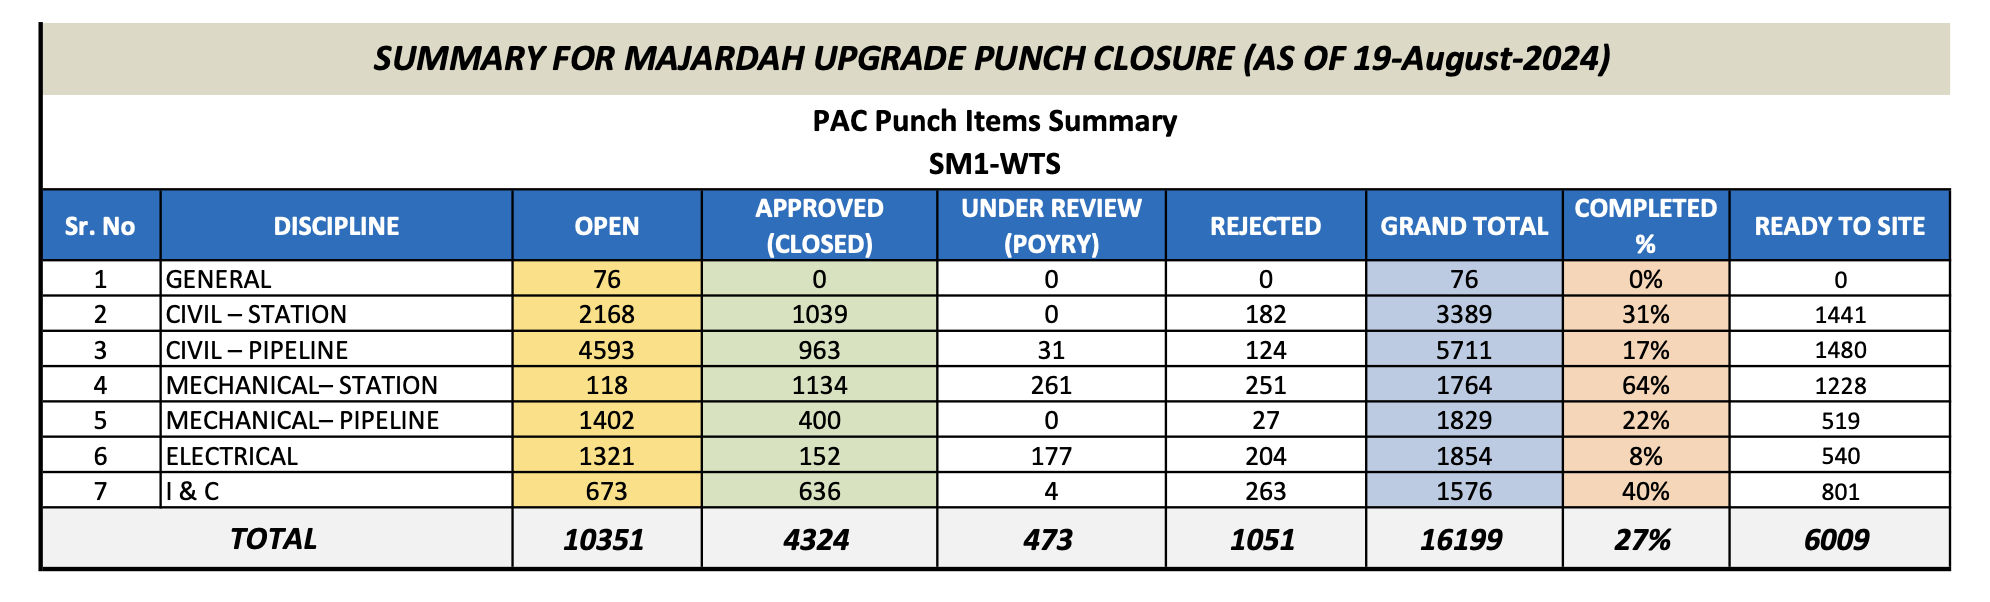 SUMMARY FOR MAJARDAH UPGRADE PUNCH CLOSURE (AS OF 19-August-2024)
PAC Punch Items Summary
SM1-WTS
Sr. No DISCIPLINE OPEN APPROVED (CLOSED) UNDER REVIEW (POYRY) REJECTED GRAND TOTAL COMPLETED % READY TO SITE
1 GENERAL 76 0 0 0 76 0% 0
2 CIVIL – STATION 2168 1039 0 182 3389 31% 1441
3 CIVIL – PIPELINE 4593 963 31 124 5711 17% 1480
4 MECHANICAL– STATION 118 1134 261 251 1764 64% 1228
5 MECHANICAL– PIPELINE 1402 400 0 27 1829 22% 519
6 ELECTRICAL 1321 152 177 204 1854 8% 540
7 I & C 673 636 4 263 1576 40% 801
TOTAL 10351 4324 473 1051 16199 27% 6009